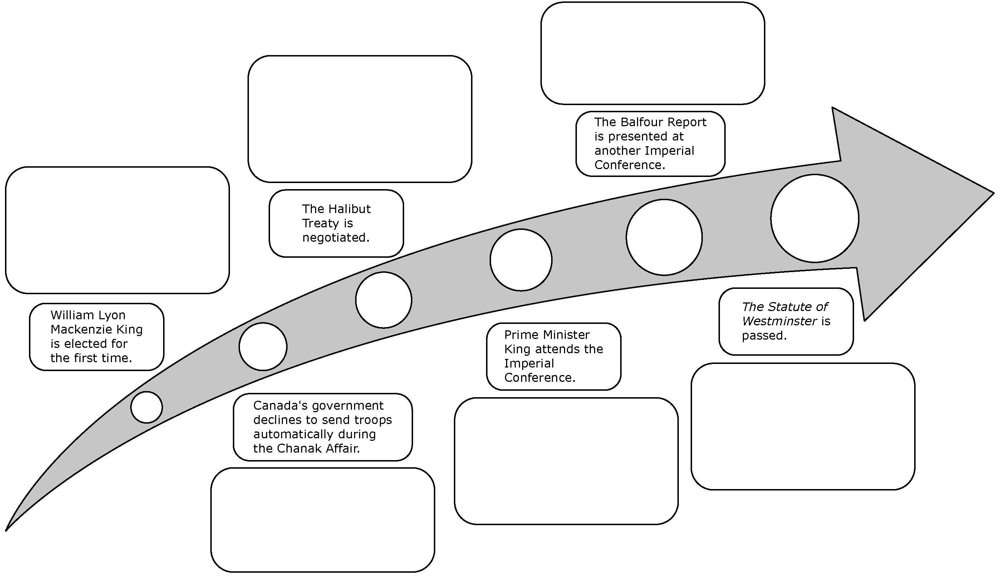 The Balfour Report
is presented at
another Imperial
Conference.
The Halibut
Treaty is
negotiated.
William Lyon
Mackenzie King
is elected for
the first time.
The Statute of
Westminster is
passed.
Prime Minister
King attends the
Imperial
Conference.
Canada's government
declines to send troops
automatically during
the Chanak Affair.